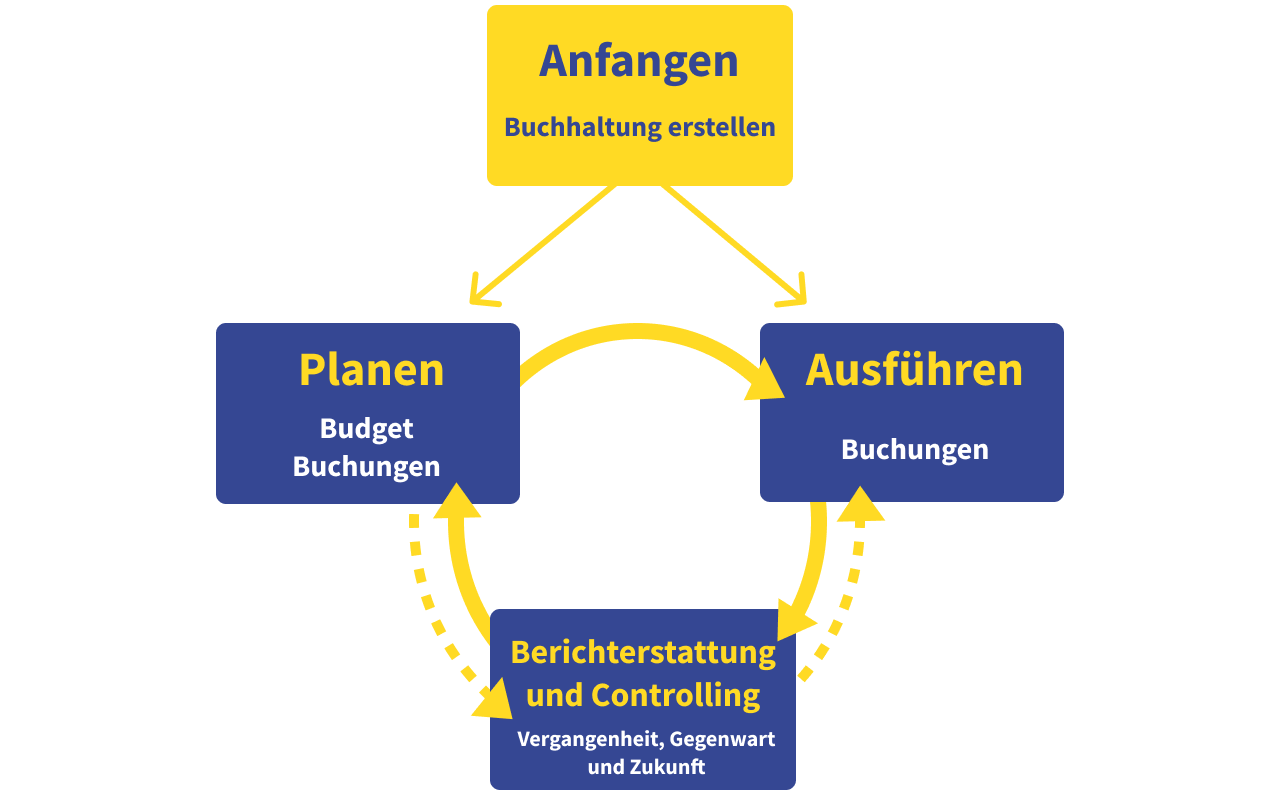 Anfangen
Buchhaltung erstellen
Planen
Budget
Buchungen
Ausführen
Buchungen
Berichterstattung
und Controlling
Vergangenheit, Gegenwart
und Zukunft